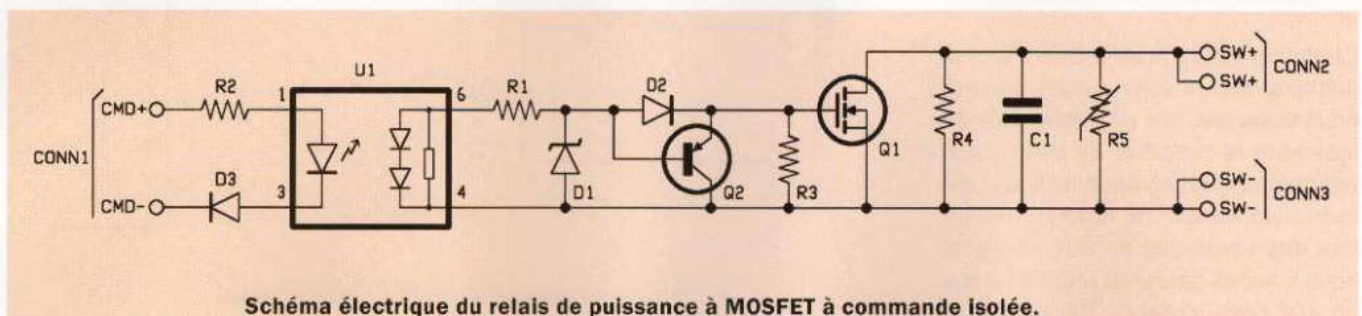 U1
CMD+
R2
1
6
R1
D2
SW+
SW+
CONN2
CONN1
D1
Q2
R3
Q1
R4
C1
R5
CMD-
D3
3
4
SW-
SW-
CONN3
Schéma électrique du relais de puissance à MOSFET à commande isolée.